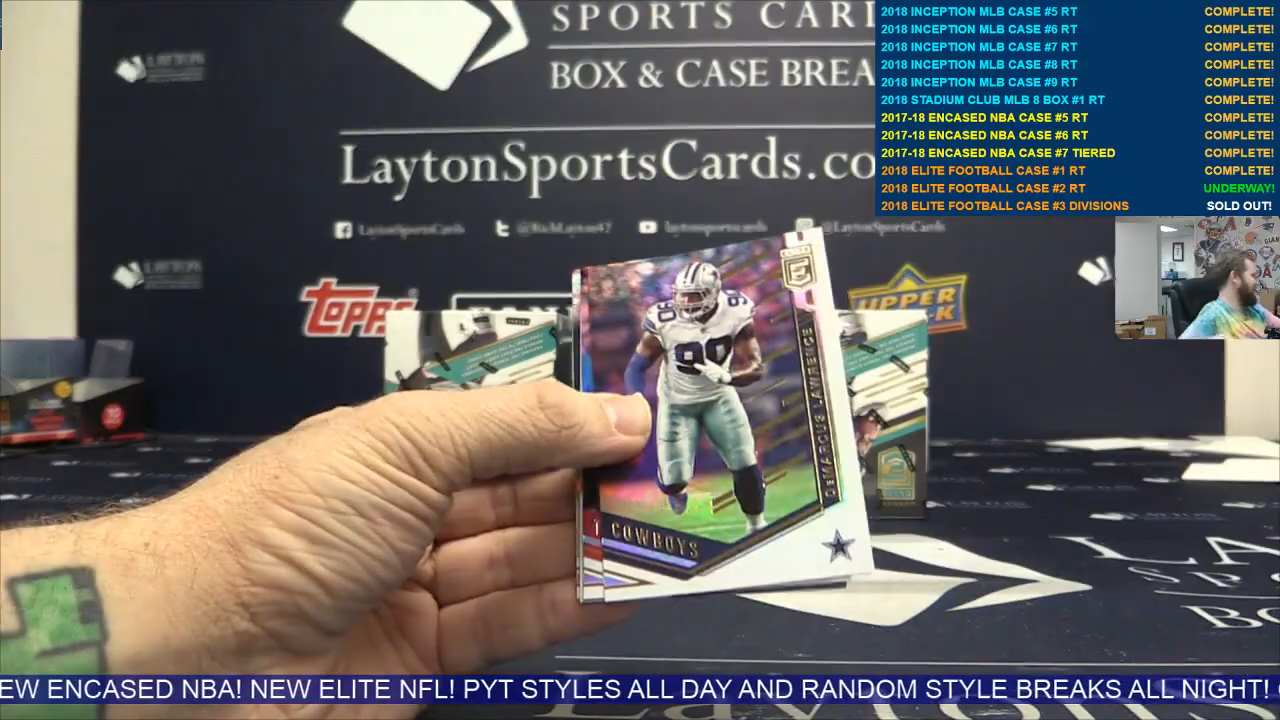 SPORTS CAR
BOX & CASE BREA
LaytonSportsCards.co
LaytonSportsCards
@RichLayton47
laytonsportscards
@LaytonSportsCards
2018 INCEPTION MLB CASE #5 RT COMPLETE!
2018 INCEPTION MLB CASE #6 RT COMPLETE!
2018 INCEPTION MLB CASE #7 RT COMPLETE!
2018 INCEPTION MLB CASE #8 RT COMPLETE!
2018 INCEPTION MLB CASE #9 RT COMPLETE!
2018 STADIUM CLUB MLB 8 BOX #1 RT COMPLETE!
2017-18 ENCASED NBA CASE #5 RT COMPLETE!
2017-18 ENCASED NBA CASE #6 RT COMPLETE!
2017-18 ENCASED NBA CASE #7 TIERED COMPLETE!
2018 ELITE FOOTBALL CASE #1 RT COMPLETE!
2018 ELITE FOOTBALL CASE #2 RT UNDERWAY!
2018 ELITE FOOTBALL CASE #3 DIVISIONS SOLD OUT!
LAYTON
TOPPS
UPPER
ELITE
E
90
DEMARCUS LAWRENCE
COWBOYS
LA
SP
BO
EW ENCASED NBA! NEW ELITE NFL! PYT STYLES ALL DAY AND RANDOM STYLE BREAKS ALL NIGHT!